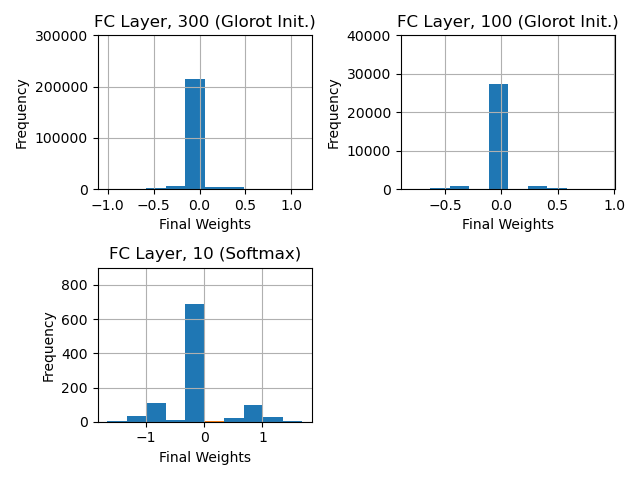 FC Layer, 300 (Glorot Init.)
300000
200000
100000
0
Frequency
−1.0 −0.5 0.0 0.5 1.0
Final Weights
FC Layer, 100 (Glorot Init.)
40000
30000
20000
10000
0
Frequency
−0.5 0.0 0.5 1.0
Final Weights
FC Layer, 10 (Softmax)
800
600
400
200
0
Frequency
−1 0 1
Final Weights